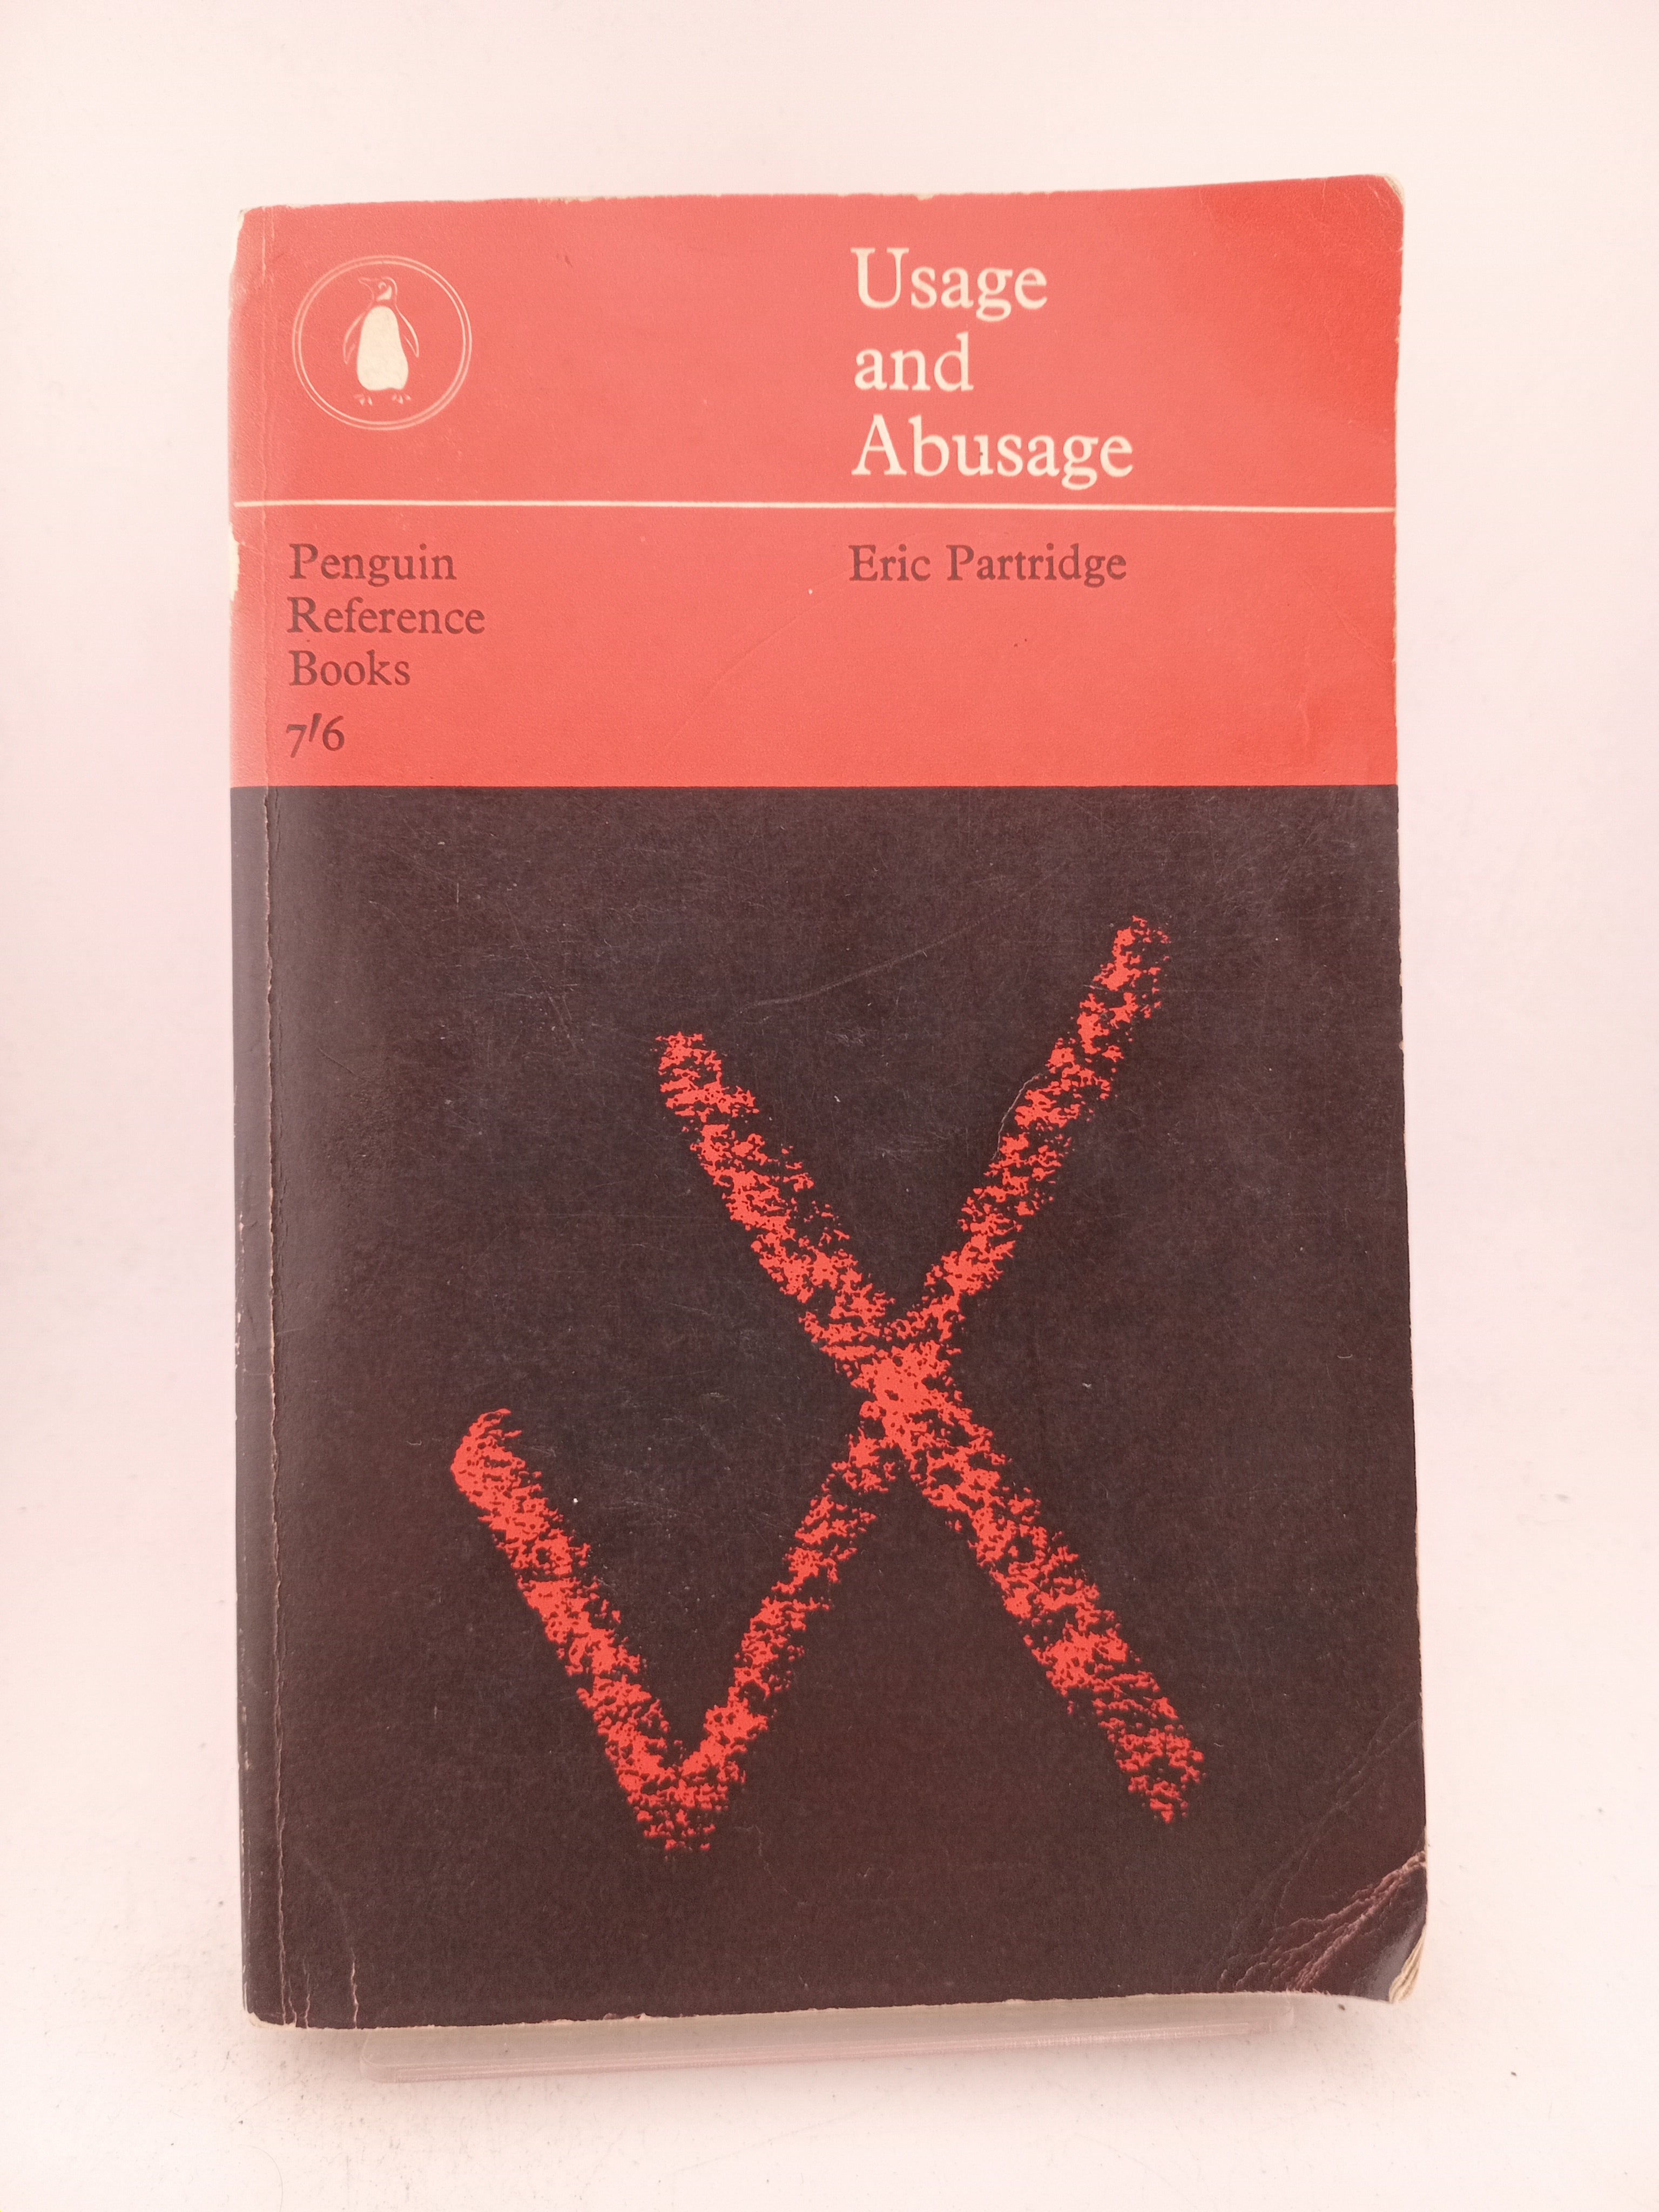 Usage
and
Abusage
Penguin
Reference
Books
7'6
Eric Partridge